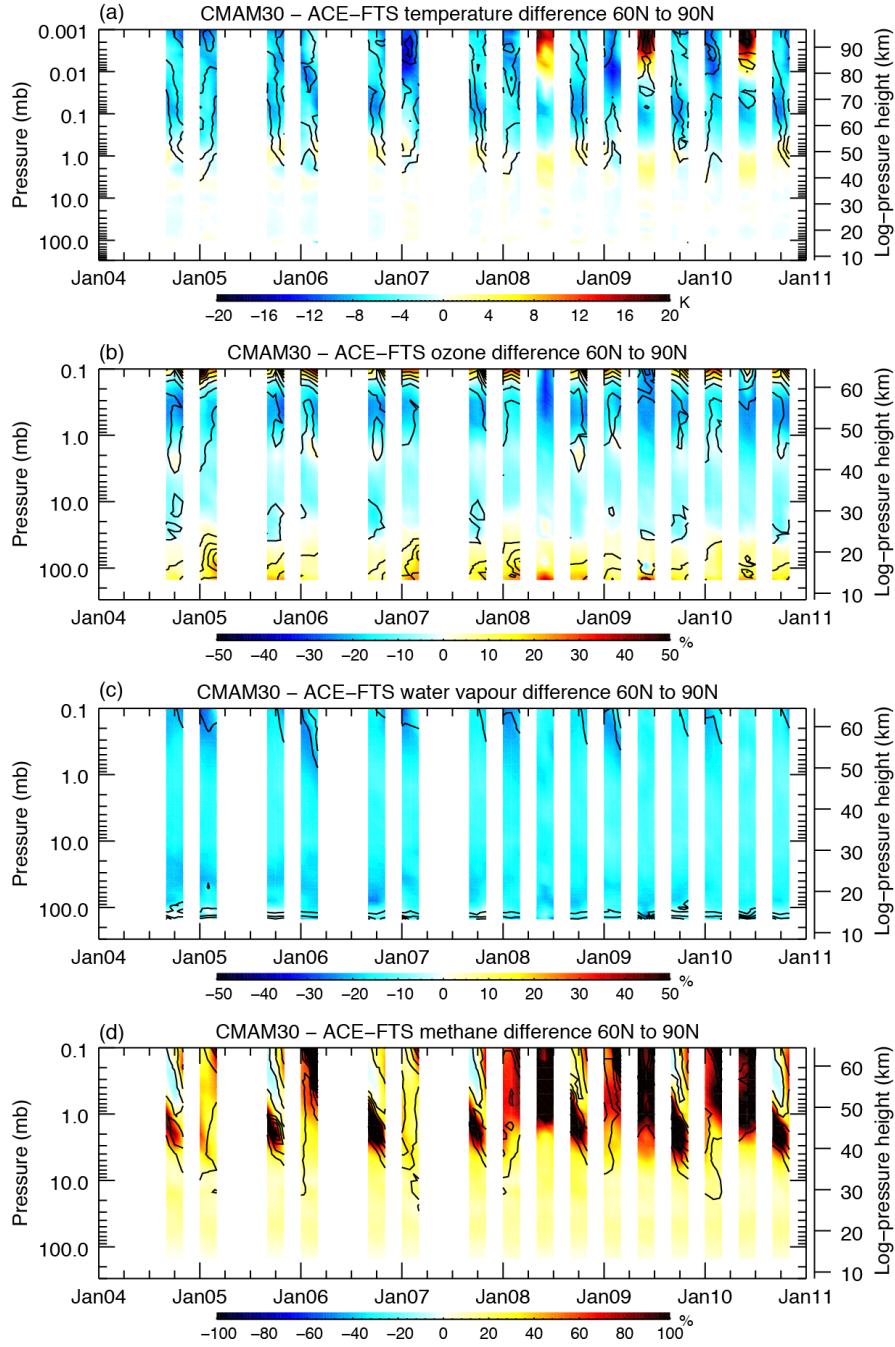 (a) CMAM30 − ACE−FTS temperature difference 60N to 90N
Pressure (mb)
0.001
0.01
0.1
1.0
10.0
100.0
90
80
70
60
50
40
30
20
10
Log−pressure height (km)
Jan04 Jan05 Jan06 Jan07 Jan08 Jan09 Jan10 Jan11
K
−20 −16 −12 −8 −4 0 4 8 12 16 20
(b) CMAM30 − ACE−FTS ozone difference 60N to 90N
Pressure (mb)
0.1
1.0
10.0
100.0
60
50
40
30
20
10
Log−pressure height (km)
Jan04 Jan05 Jan06 Jan07 Jan08 Jan09 Jan10 Jan11
%
−50 −40 −30 −20 −10 0 10 20 30 40 50
(c) CMAM30 − ACE−FTS water vapour difference 60N to 90N
Pressure (mb)
0.1
1.0
10.0
100.0
60
50
40
30
20
10
Log−pressure height (km)
Jan04 Jan05 Jan06 Jan07 Jan08 Jan09 Jan10 Jan11
%
−50 −40 −30 −20 −10 0 10 20 30 40 50
(d) CMAM30 − ACE−FTS methane difference 60N to 90N
Pressure (mb)
0.1
1.0
10.0
100.0
60
50
40
30
20
10
Log−pressure height (km)
Jan04 Jan05 Jan06 Jan07 Jan08 Jan09 Jan10 Jan11
%
−100 −80 −60 −40 −20 0 20 40 60 80 100